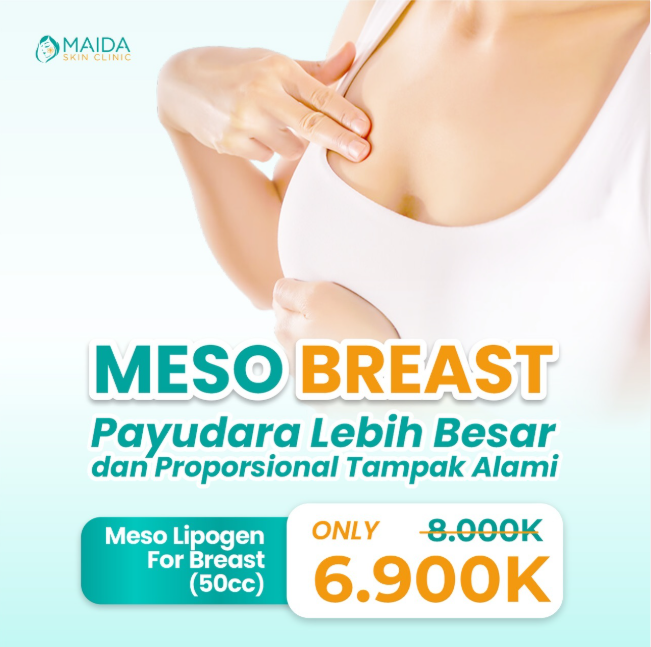 MAIDA
SKIN CLINIC
MESO BREAST
Payudara Lebih Besar
dan Proporsional Tampak Alami
Meso Lipogen
For Breast
(50cc)
ONLY 8.000K
6.900K